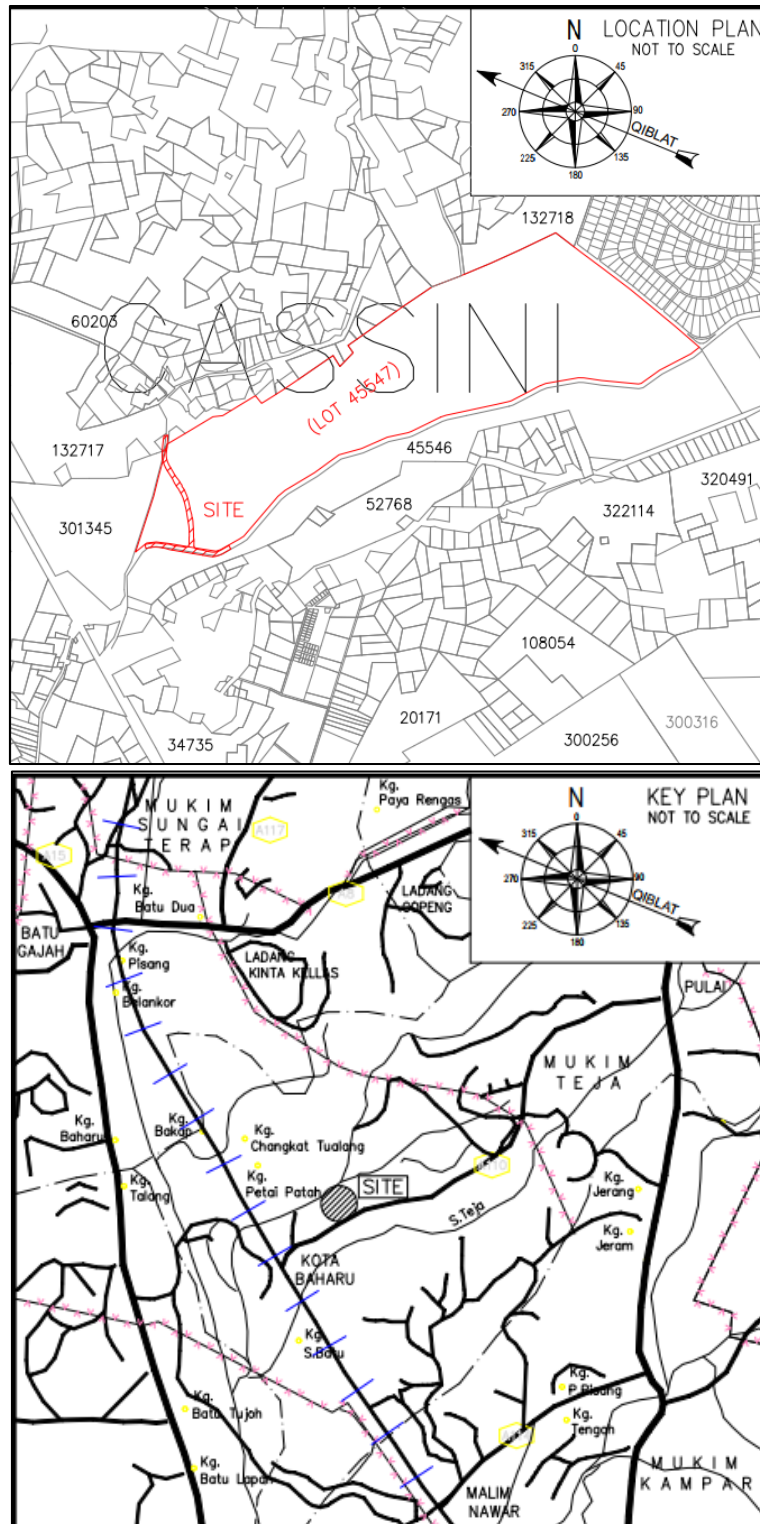 LOCATION PLAN
NOT TO SCALE
N
0
315
45
270
90
225
135
180
QIBLAT
132718
60203
CASSINI
(LOT 45547)
132717
45546
301345
SITE
52768
320491
322114
108054
20171
34735
300256
300316
KEY PLAN
NOT TO SCALE
N
0
315
45
270
90
225
135
180
QIBLAT
MUKIM
SUNGAI
TERAP
Kg.
Paya Rengas
A117
A15
A8
Kg.
Batu Dua
LADANG
GOPENG
BATU
GAJAH
LADANG
KINTA KELLAS
Kg.
Pisang
Kg.
Belankor
PULAI
MUKIM
TEJA
Kg.
Baharu
Kg.
Bakap
Kg.
Changkat Tualang
Kg.
Talang
Kg.
Petai Patah
SITE
A110
Kg.
Jerang
S.Teja
Kg.
Jeram
KOTA
BAHARU
Kg.
S.Batu
Kg.
P.Pisang
Kg.
Batu Tujoh
Kg.
Tengah
Kg.
Batu Lapan
MALIM
NAWAR
MUKIM
KAMPAR